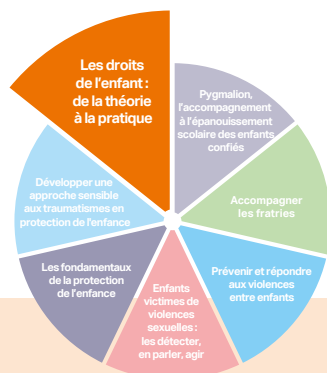 Les droits
de l'enfant :
de la théorie
à la pratique
Pygmalion,
l'accompagnement
à l'épanouissement
scolaire des enfants
confiés
Accompagner
les fratries
Prévenir et répondre
aux violences
entre enfants
Enfants
victimes de
violences
sexuelles :
les détecter,
en parler, agir
Les fondamentaux
de la protection
de l'enfance
Développer une
approche sensible
aux traumatismes en
protection de l'enfance